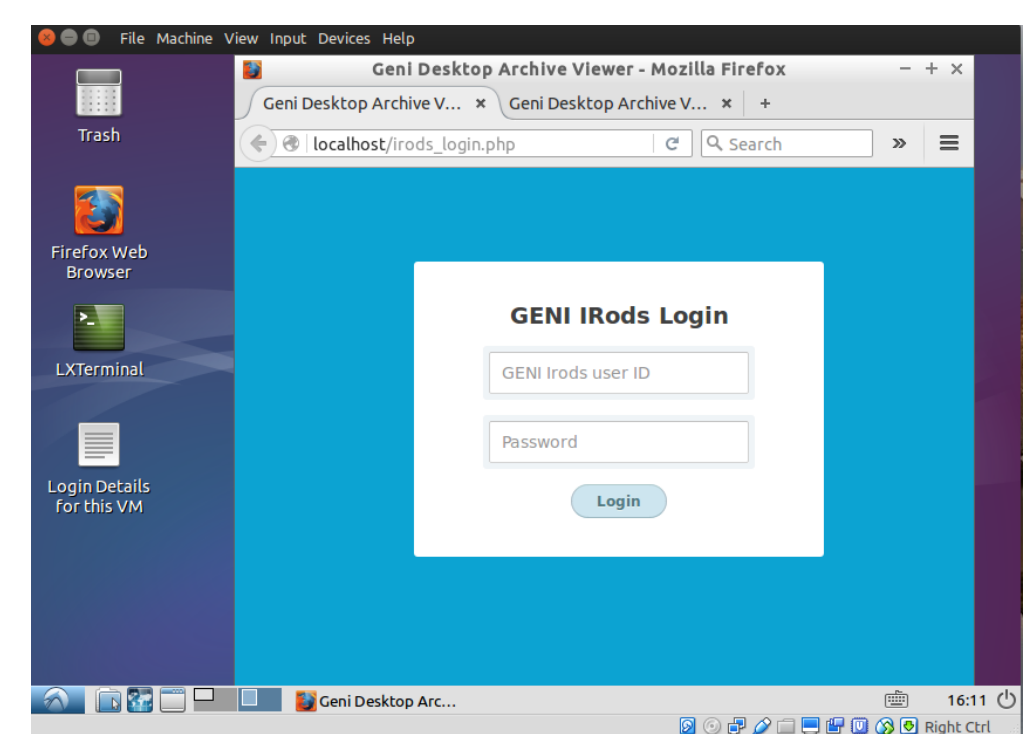 File Machine View Input Devices Help
Trash
Firefox Web
Browser
LXTerminal
Login Details
for this VM
Geni Desktop Archive Viewer - Mozilla Firefox
Geni Desktop Archive V... Geni Desktop Archive V...
localhost/irods_login.php Search
GENI IRods Login
GENI Irods user ID
Password
Login
Geni Desktop Arc... 16:11
Right Ctrl